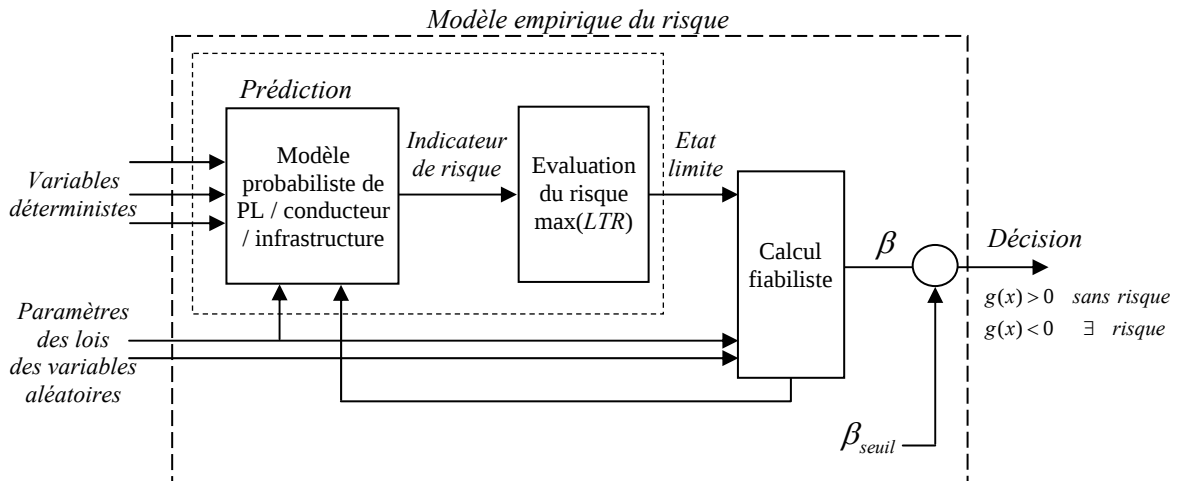 Modèle empirique du risque
Prédiction
Variables
déterministes
Modèle
probabiliste de
PL / conducteur
/ infrastructure
Indicateur
de risque
Evaluation
du risque
max(LTR)
Etat
limite
Calcul
fiabiliste
β
Décision
g(x)>0 sans risque
g(x)<0 ∃ risque
Paramètres
des lois
des variables
aléatoires
βseuil